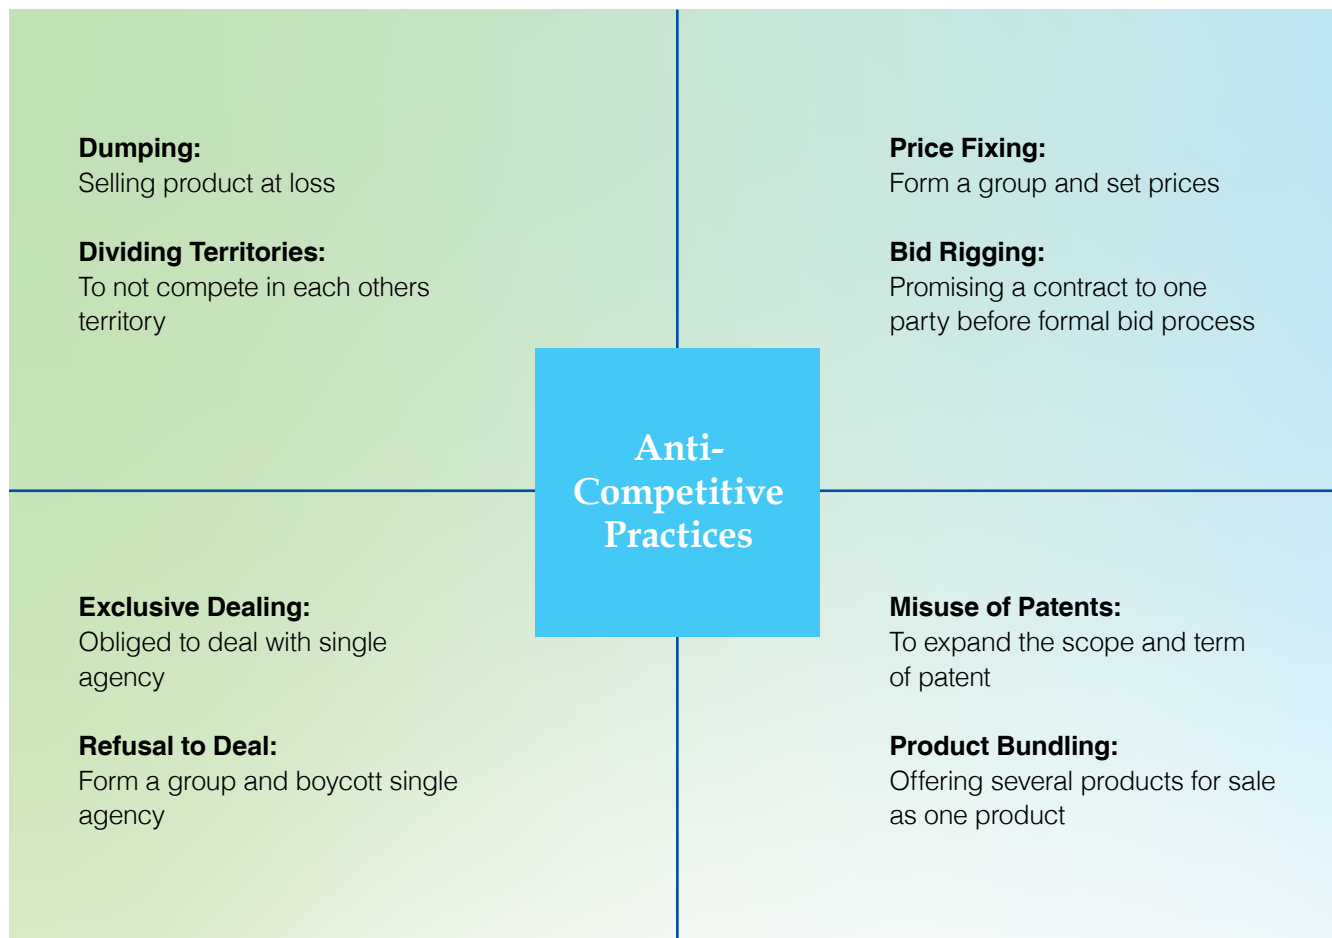 Dumping:
Selling product at loss
Dividing Territories:
To not compete in each others
territory
Price Fixing:
Form a group and set prices
Bid Rigging:
Promising a contract to one
party before formal bid process
Anti-
Competitive
Practices
Exclusive Dealing:
Obliged to deal with single
agency
Refusal to Deal:
Form a group and boycott single
agency
Misuse of Patents:
To expand the scope and term
of patent
Product Bundling:
Offering several products for sale
as one product